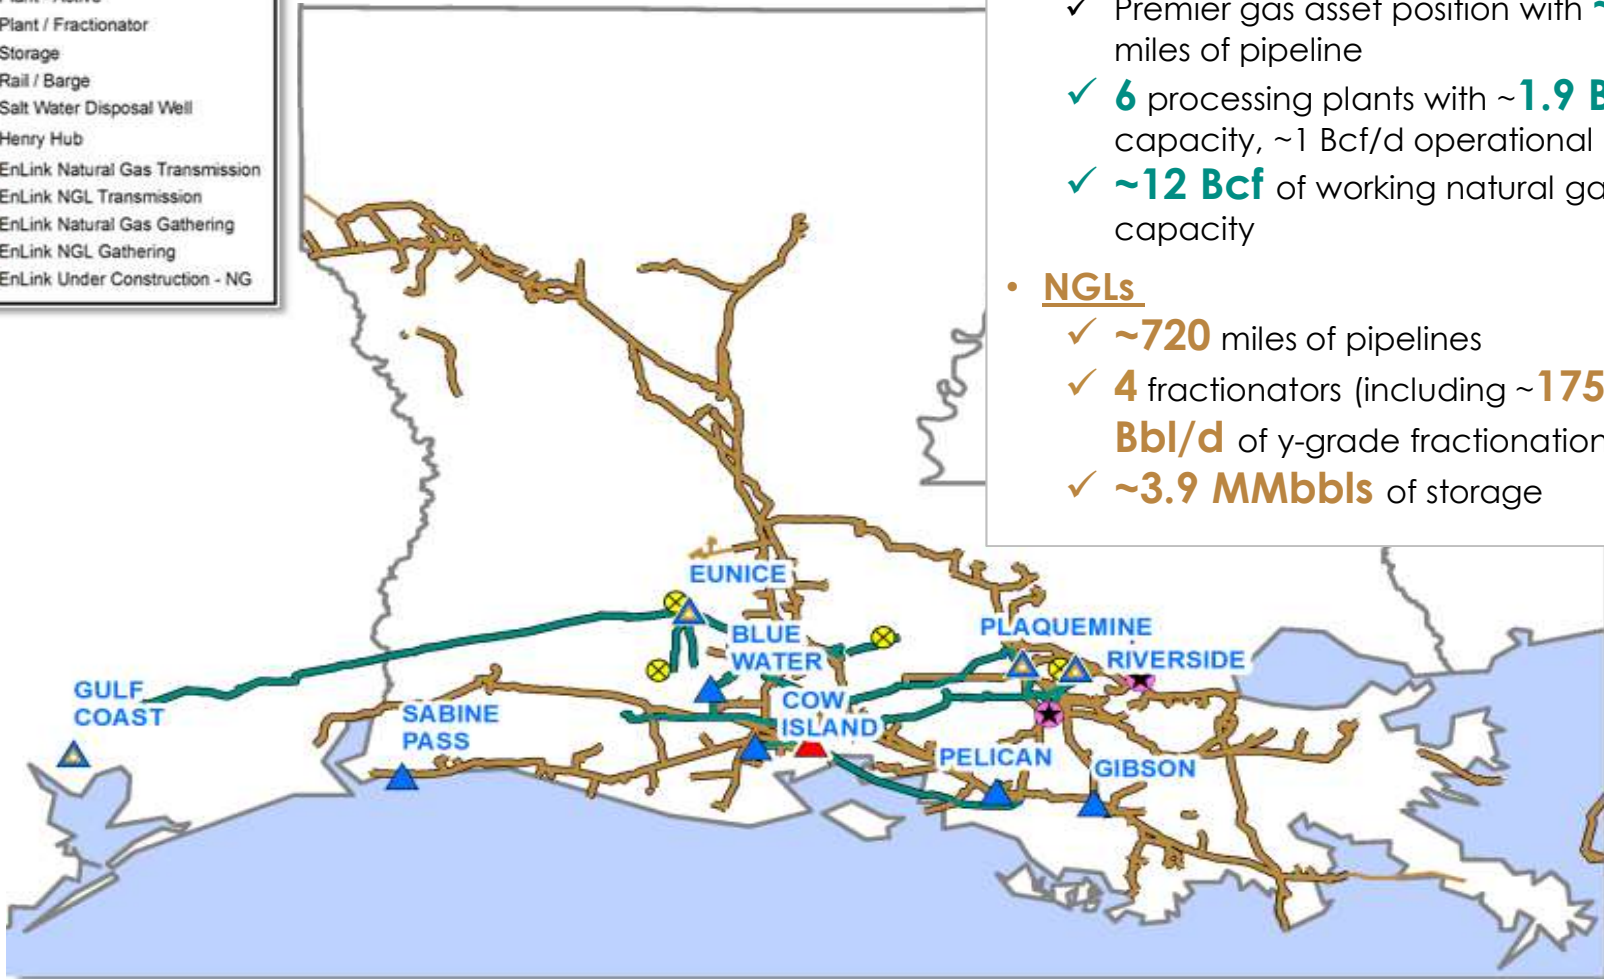 Plant / Fractionator
Storage
Rail / Barge
Salt Water Disposal Well
Henry Hub
EnLink Natural Gas Transmission
EnLink NGL Transmission
EnLink Natural Gas Gathering
EnLink NGL Gathering
EnLink Under Construction - NG
✓ Premier gas asset position with ~
miles of pipeline
✓ 6 processing plants with ~1.9
capacity, ~1 Bcf/d operational
✓ ~12 Bcf of working natural
capacity
• NGLs
✓ ~720 miles of pipelines
✓ 4 fractionators (including ~175
Bbl/d of y-grade fractionation
✓ ~3.9 MMbbls of storage
EUNICE
BLUE
WATER
PLAQUEMINE
RIVERSIDE
GULF
COAST
SABINE
PASS
COW
ISLAND
PELICAN
GIBSON